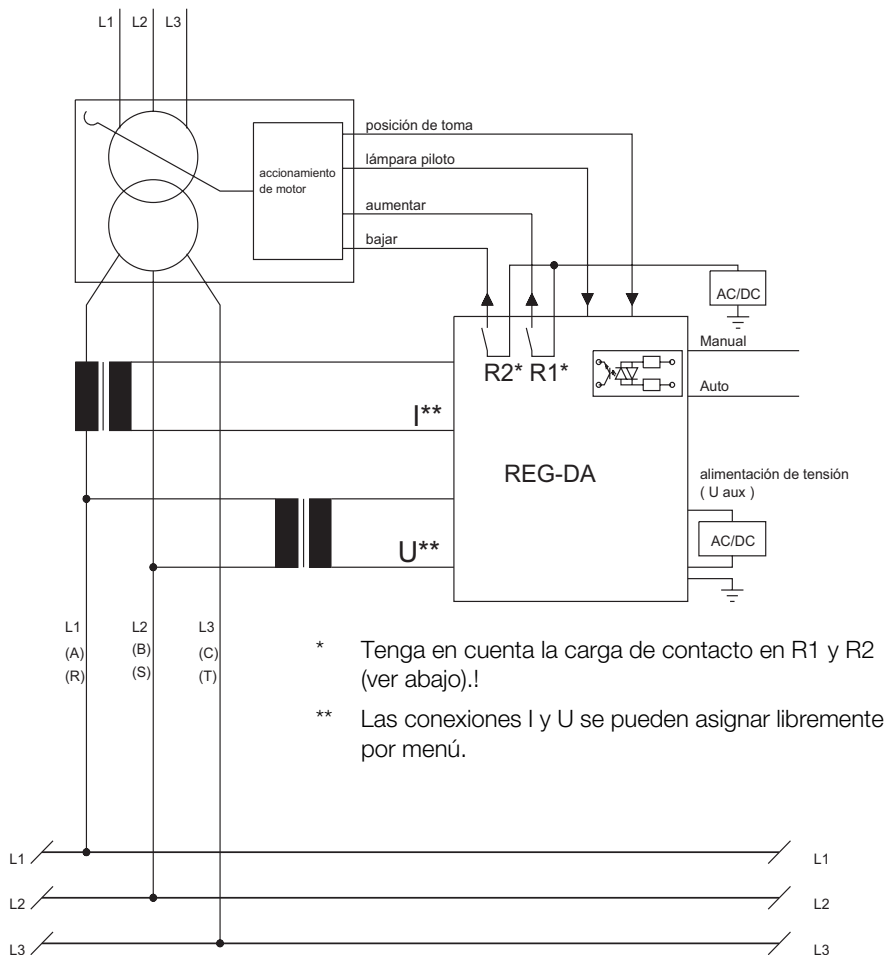 L1 L2 L3
posición de toma
lámpara piloto
accionamiento
de motor
aumentar
bajar
AC/DC
Manual
R2* R1*
Auto
I**
REG-DA
alimentación de tensión
( U aux )
AC/DC
U**
L1 L2 L3
(A) (B) (C)
(R) (S) (T)
* Tenga en cuenta la carga de contacto en R1 y R2
(ver abajo).!
** Las conexiones I y U se pueden asignar libremente
por menú.
L1 L1
L2 L2
L3 L3